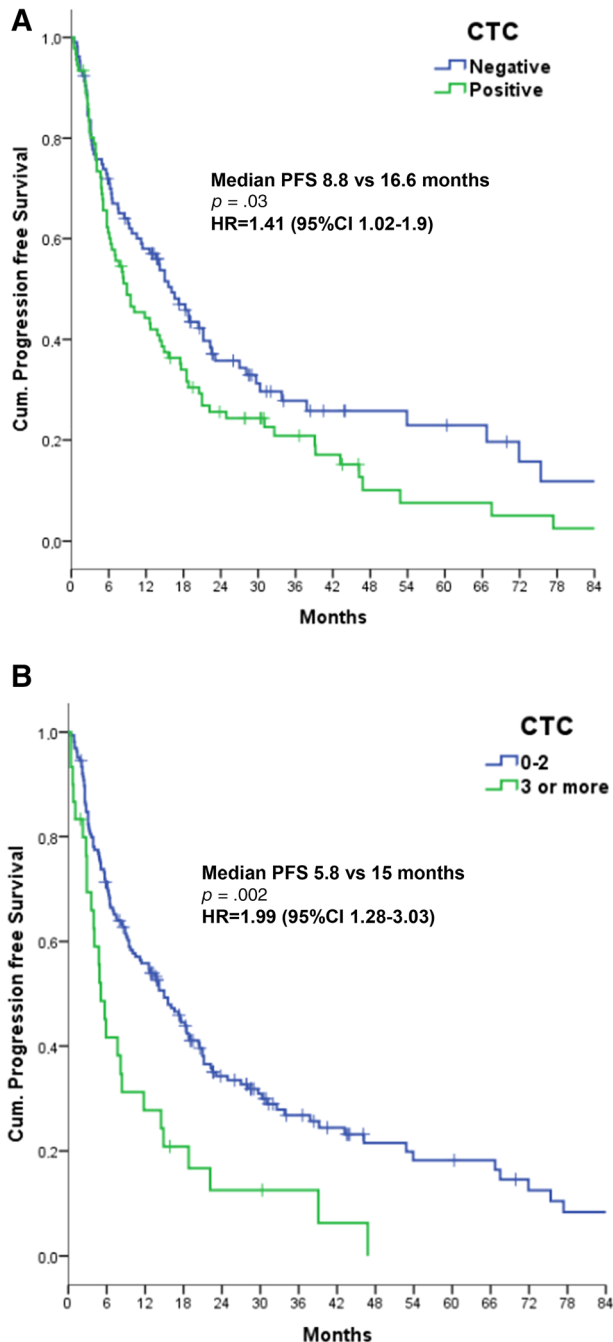 A
CTC
Negative
Positive
Median PFS 8.8 vs 16.6 months
p = .03
HR=1.41 (95%CI 1.02-1.9)
Cum. Progression free Survival
1.0
0.8
0.6
0.4
0.2
0.0
0 6 12 18 24 30 36 42 48 54 60 66 72 78 84
Months
B
CTC
0-2
3 or more
Median PFS 5.8 vs 15 months
p = .002
HR=1.99 (95%CI 1.28-3.03)
Cum. Progression free Survival
1.0
0.8
0.6
0.4
0.2
0.0
0 6 12 18 24 30 36 42 48 54 60 66 72 78 84
Months